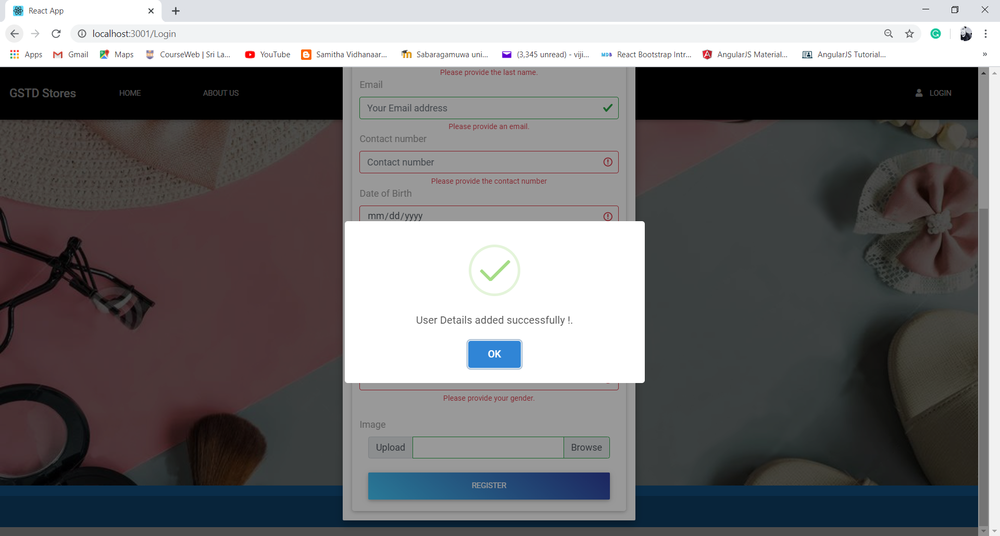 React App
localhost:3001/Login
Apps Gmail Maps CourseWeb | Sri La... YouTube Samitha Vidhanaar... Sabaragamuwa uni... (3,345 unread) - viji... MDB React Bootstrap Intr... AngularJS Material... AngularJS Tutorial... »
GSTD Stores HOME ABOUT US LOGIN
Please provide the last name.
Email
Your Email address
Please provide an email.
Contact number
Contact number
Please provide the contact number
Date of Birth
mm/dd/yyyy
User Details added successfully !.
OK
Please provide your gender.
Image
Upload Browse
REGISTER